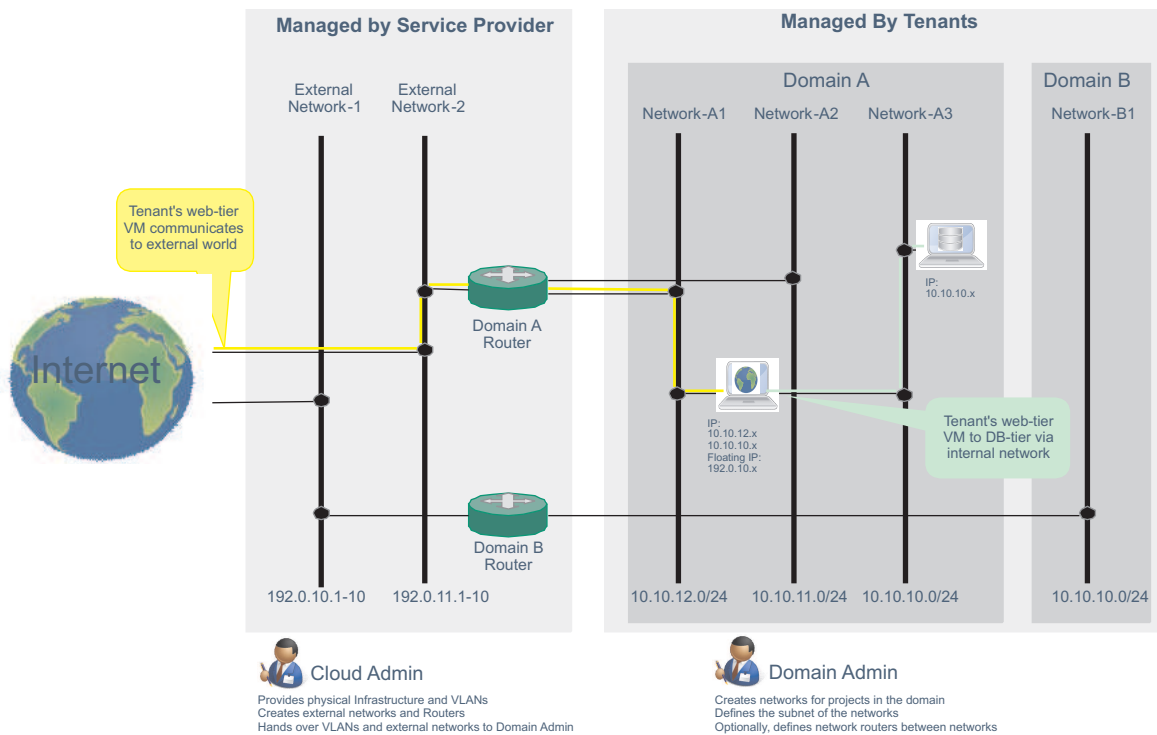 Managed by Service Provider
Managed By Tenants
Domain A
Domain B
External
Network-1
External
Network-2
Network-A1
Network-A2
Network-A3
Network-B1
Tenant's web-tier
VM communicates
to external world
Internet
Domain A
Router
IP:
10.10.10.x
IP:
10.10.12.x
10.10.10.x
Floating IP:
192.0.10.x
Tenant's web-tier
VM to DB-tier via
internal network
Domain B
Router
192.0.10.1-10
192.0.11.1-10
10.10.12.0/24
10.10.11.0/24
10.10.10.0/24
10.10.10.0/24
Cloud Admin
Provides physical Infrastructure and VLANs
Creates external networks and Routers
Hands over VLANs and external networks to Domain Admin
Domain Admin
Creates networks for projects in the domain
Defines the subnet of the networks
Optionally, defines network routers between networks